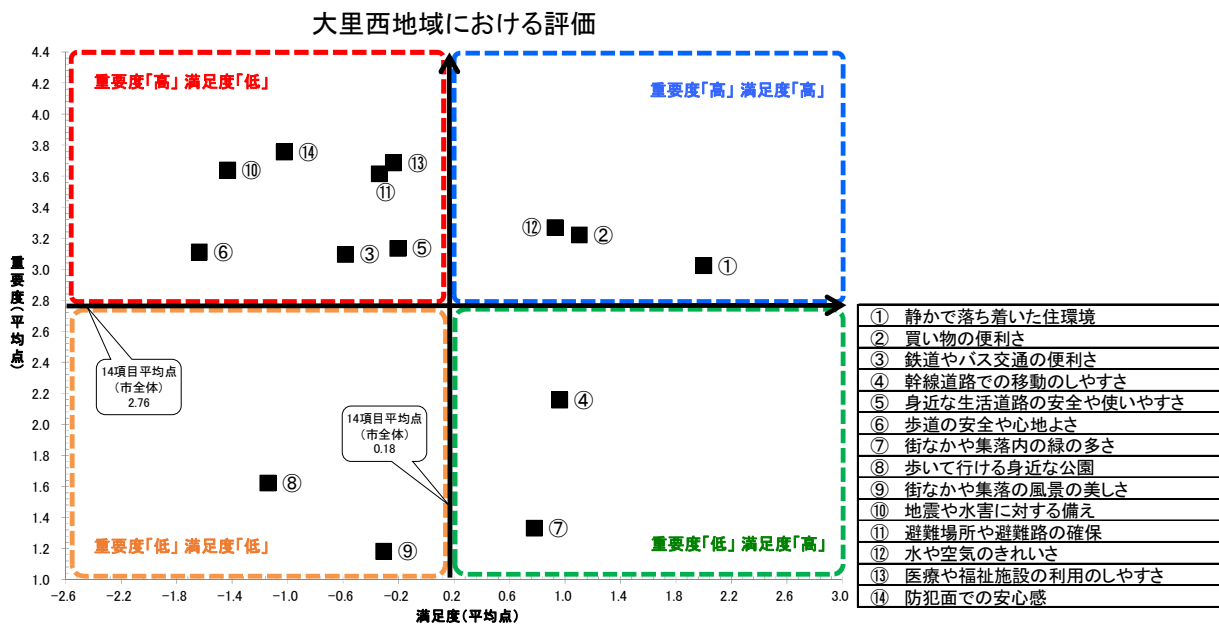 大里西地域における評価
重要度「高」 満足度「低」
重要度「高」 満足度「高」
重要度「低」 満足度「低」
重要度「低」 満足度「高」
4.4
4.2
4.0
3.8
3.6
3.4
3.2
3.0
2.8
2.6
2.4
2.2
2.0
1.8
1.6
1.4
1.2
1.0
重要度(平均点)
⑭
⑬
⑩
⑪
⑫
②
⑥
③
⑤
①
④
⑧
⑦
⑨
14項目平均点
(市全体)
2.76
14項目平均点
(市全体)
0.18
-2.6 -2.2 -1.8 -1.4 -1.0 -0.6 -0.2 0.2 0.6 1.0 1.4 1.8 2.2 2.6 3.0
満足度(平均点)
① 静かで落ち着いた住環境
② 買い物の便利さ
③ 鉄道やバス交通の便利さ
④ 幹線道路での移動のしやすさ
⑤ 身近な生活道路の安全や使いやすさ
⑥ 歩道の安全や心地よさ
⑦ 街なかや集落内の緑の多さ
⑧ 歩いて行ける身近な公園
⑨ 街なかや集落の風景の美しさ
⑩ 地震や水害に対する備え
⑪ 避難場所や避難路の確保
⑫ 水や空気のきれいさ
⑬ 医療や福祉施設の利用のしやすさ
⑭ 防犯面での安心感